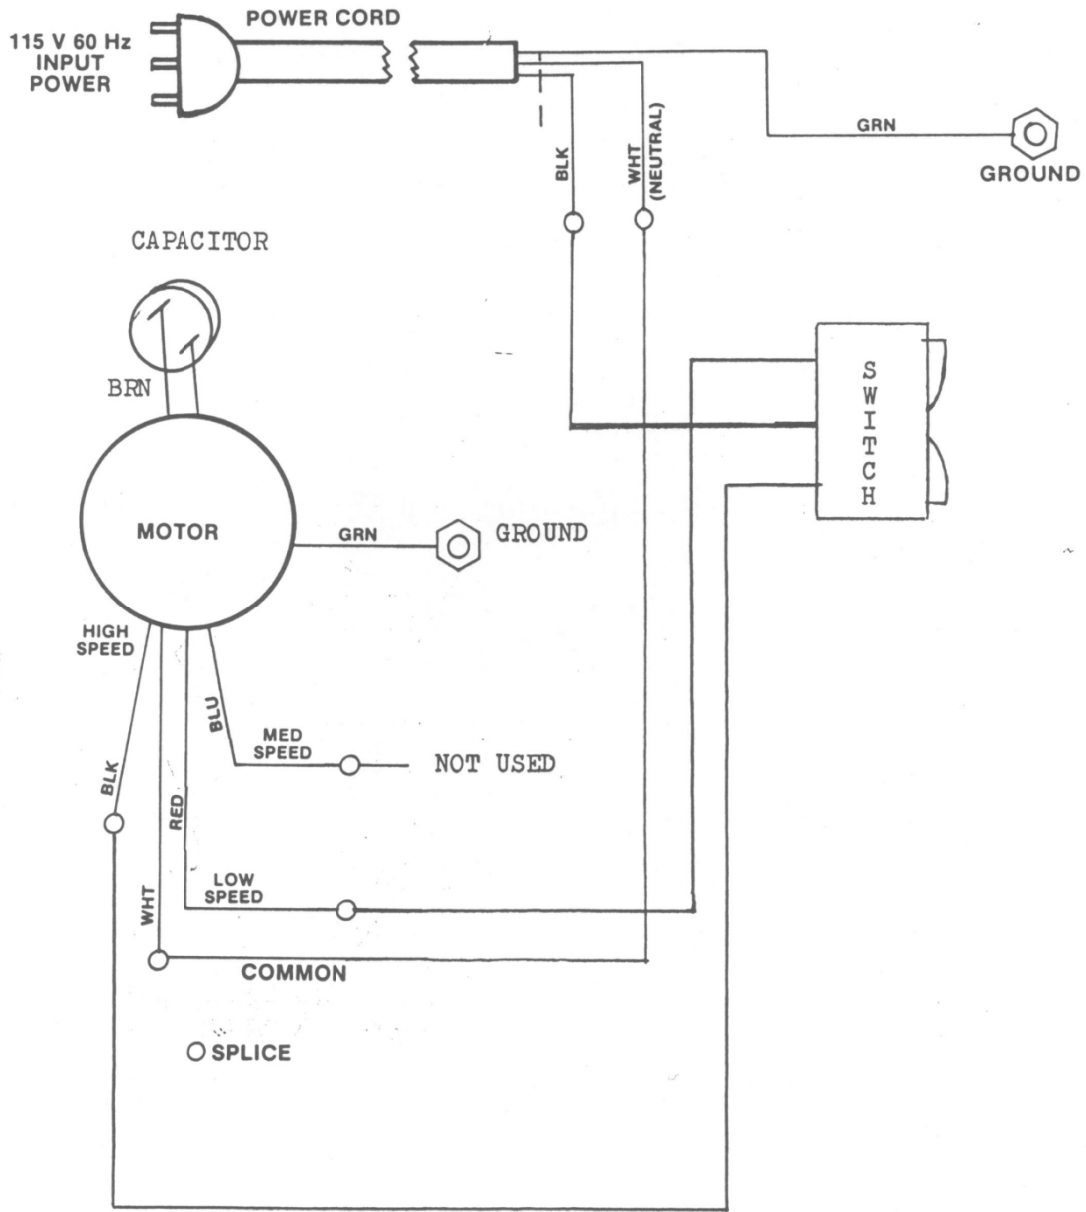 POWER CORD
115 V 60 Hz
INPUT
POWER
GRN
GROUND
BLK
WHT
(NEUTRAL)
CAPACITOR
BRN
SWITCH
MOTOR
GRN
GROUND
HIGH
SPEED
BLU
MED
SPEED
NOT USED
BLK
RED
LOW
SPEED
WHT
COMMON
SPLICE